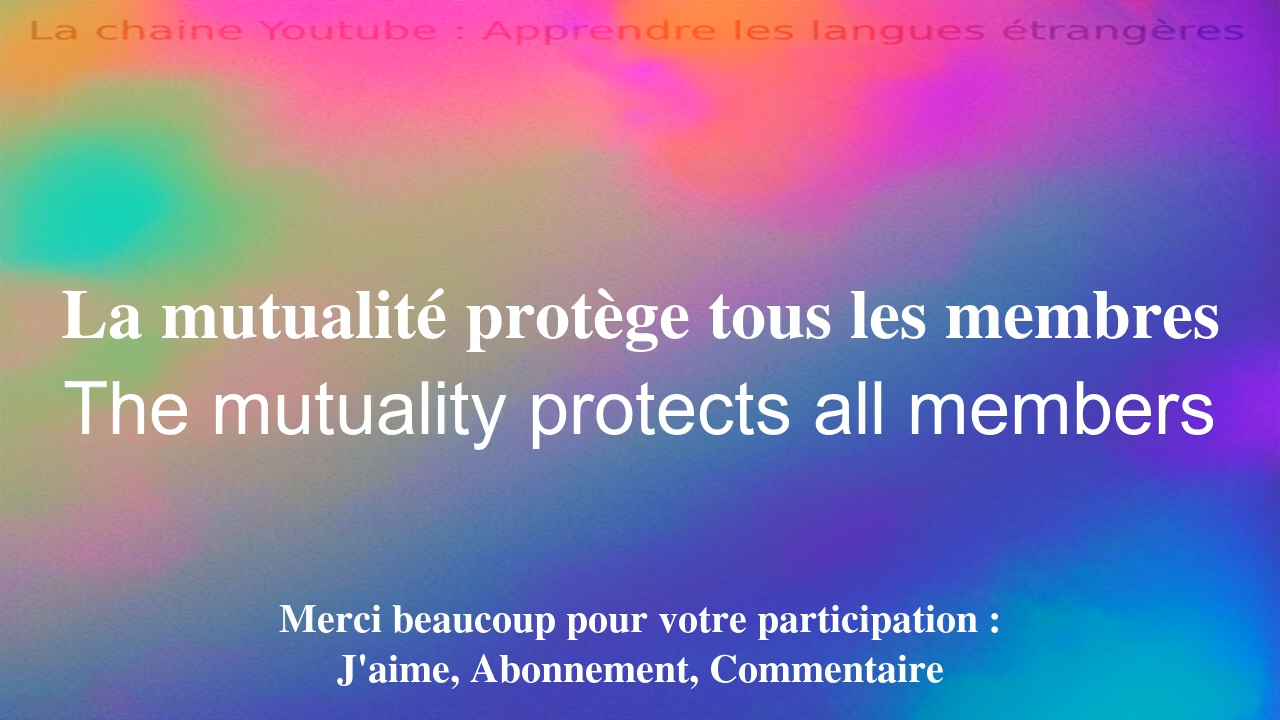 La chaine Youtube : Apprendre les langues étrangères
La mutualité protège tous les membres
The mutuality protects all members
Merci beaucoup pour votre participation :
J'aime, Abonnement, Commentaire